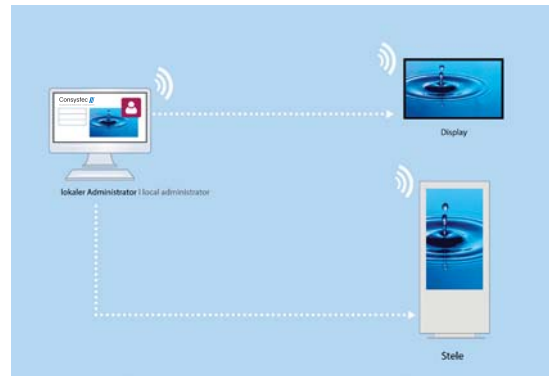 Consystec
Display
lokaler Administrator | local administrator
Stele